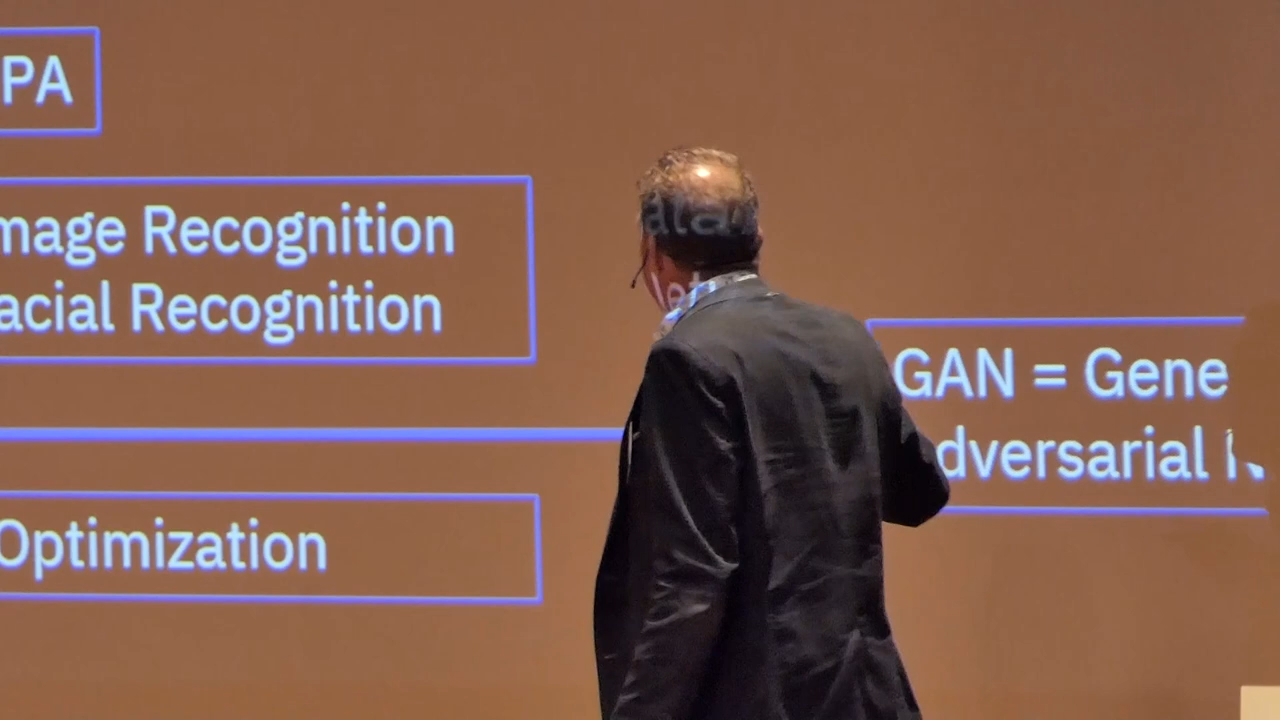 PA
mage Recognition
acial Recognition
GAN = Gene
dversarial
Optimization